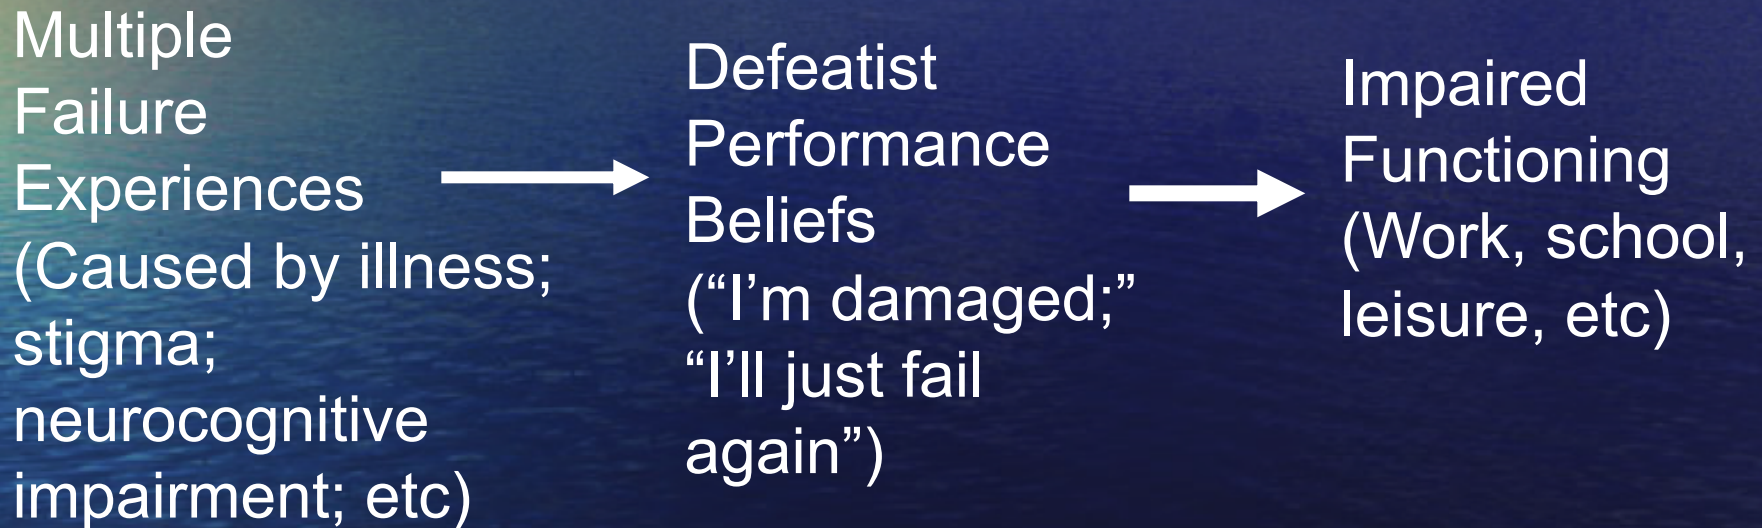 Multiple
Failure
Experiences
(Caused by illness;
stigma;
neurocognitive
impairment; etc)
Defeatist
Performance
Beliefs
(“I’m damaged;”
“I’ll just fail
again”)
Impaired
Functioning
(Work, school,
leisure, etc)